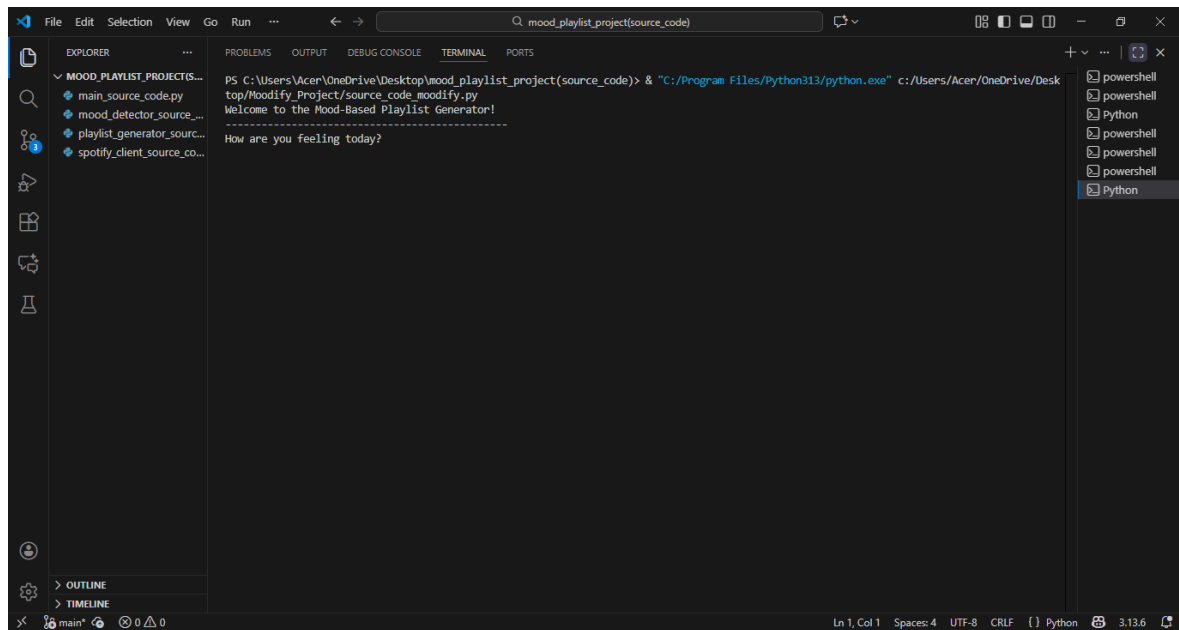 File Edit Selection View Go Run ···
mood_playlist_project(source_code)
EXPLORER ···
MOOD_PLAYLIST_PROJECT(S...
main_source_code.py
mood_detector_source_...
playlist_generator_sourc...
spotify_client_source_co...
3
OUTLINE
TIMELINE
PROBLEMS OUTPUT DEBUG CONSOLE TERMINAL PORTS
PS C:\Users\Acer\OneDrive\Desktop\mood_playlist_project(source_code)> & "C:/Program Files/Python313/python.exe" c:/Users/Acer/OneDrive/Desk
top/Moodify_Project/source_code_modify.py
Welcome to the Mood-Based Playlist Generator!
-----------------------------------------------
How are you feeling today?
powershell
powershell
Python
powershell
powershell
powershell
Python
main* 0 0 Ln 1, Col 1 Spaces: 4 UTF-8 CRLF { } Python 3.13.6